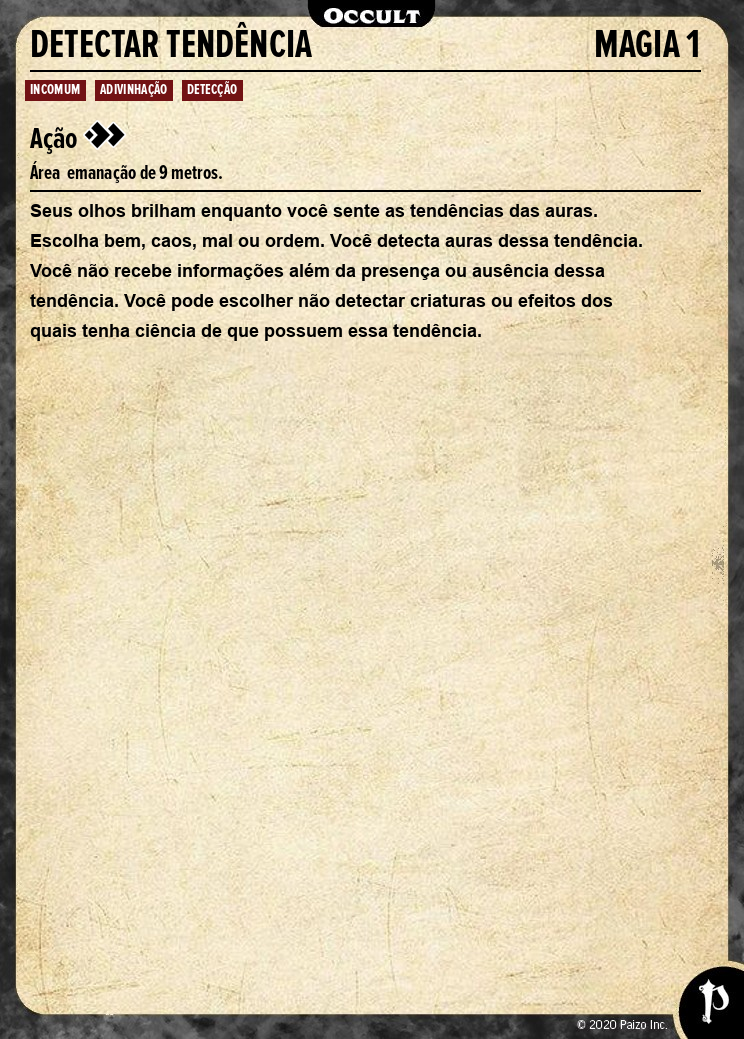 OCCULT
DETECTAR TENDÊNCIA MAGIA 1
INCOMUM ADIVINHAÇÃO DETECÇÃO
Ação
Área emanação de 9 metros.
Seus olhos brilham enquanto você sente as tendências das auras.
Escolha bem, caos, mal ou ordem. Você detecta auras dessa tendência.
Você não recebe informações além da presença ou ausência dessa
tendência. Você pode escolher não detectar criaturas ou efeitos dos
quais tenha ciência de que possuem essa tendência.
© 2020 Paizo Inc.
P